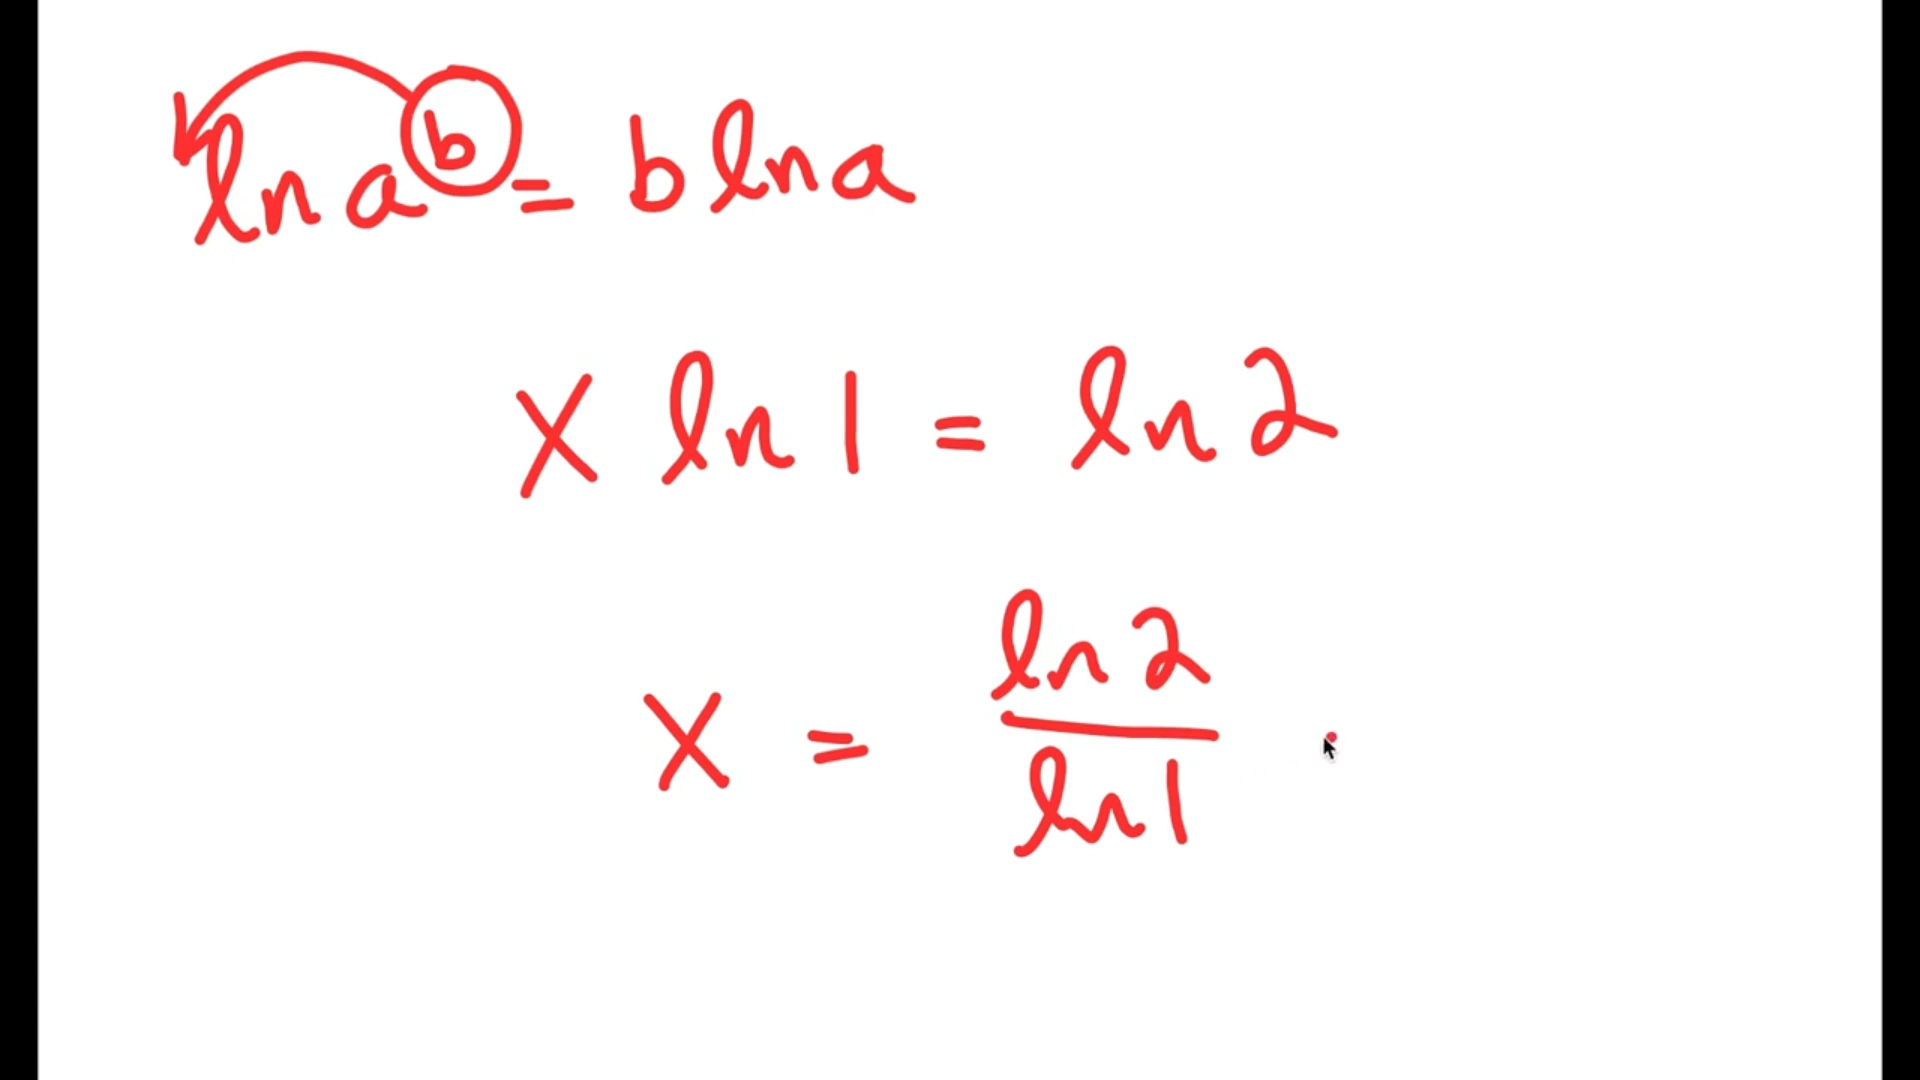 ln a^b = b ln a
x ln 1 = ln 2
x = ln 2 / ln 1